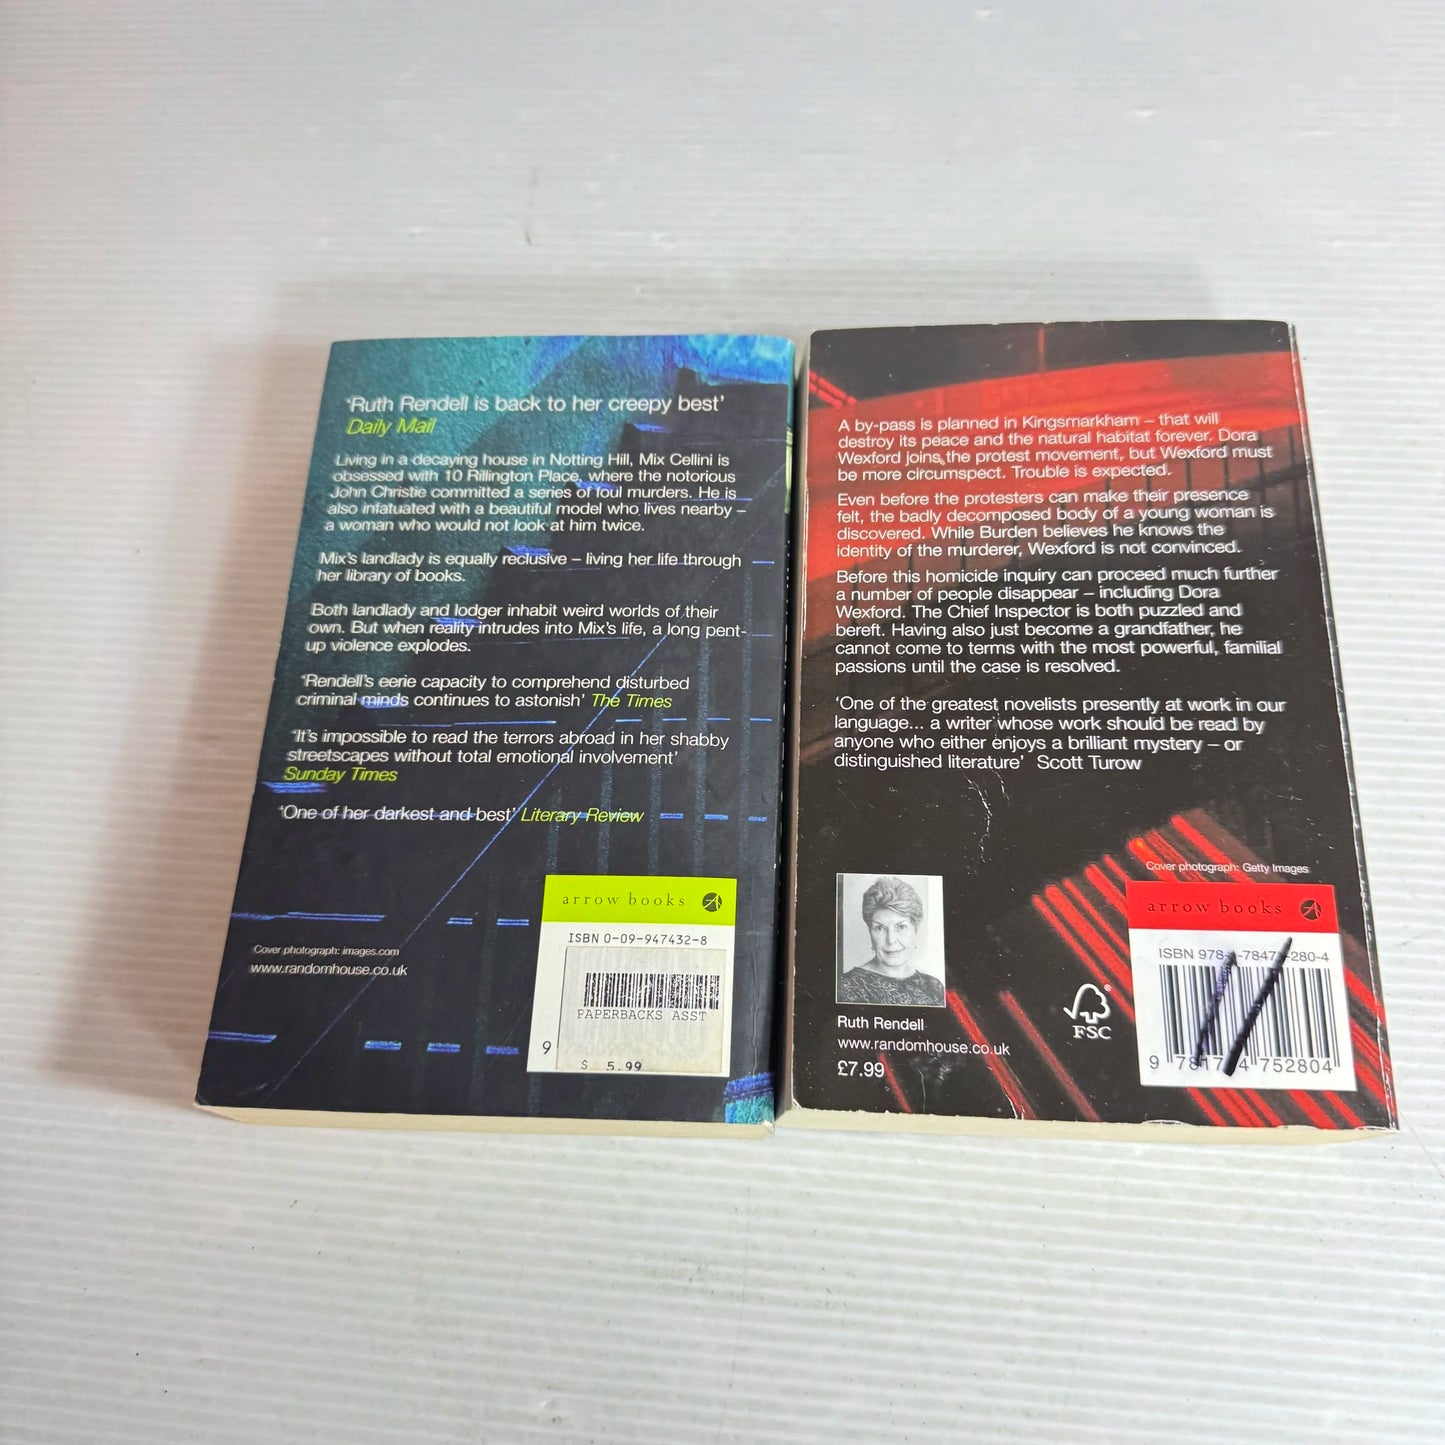 ‘Ruth Rendell is back to her creepy best’
Daily Mail
Living in a decaying house in Notting Hill, Mix Cellini is
obsessed with 10 Rillington Place, where the notorious
John Christie committed a series of foul murders. He is
also infatuated with a beautiful model who lives nearby –
a woman who would not look at him twice.
Mix's landlady is equally reclusive – living her life through
her library of books.
Both landlady and lodger inhabit weird worlds of their
own. But when reality intrudes into Mix's life, a long pent-
up violence explodes.
‘Rendell's eerie capacity to comprehend disturbed
criminal minds continues to astonish’ The Times
‘It's impossible to read the terrors abroad in her shabby
streetscapes without total emotional involvement’
Sunday Times
‘One of her darkest and best’ Literary Review
arrow books
ISBN 0-09-947432-8
PAPERBACKS ASST
9
$ 5.99
Cover photograph: images.com
www.randomhouse.co.uk
A by-pass is planned in Kingsmarkham – that will
destroy its peace and the natural habitat forever. Dora
Wexford joins the protest movement, but Wexford must
be more circumspect. Trouble is expected.
Even before the protesters can make their presence
felt, the badly decomposed body of a young woman is
discovered. While Burden believes he knows the
identity of the murderer, Wexford is not convinced.
Before this homicide inquiry can proceed much further
a number of people disappear – including Dora
Wexford. The Chief Inspector is both puzzled and
bereft. Having also just become a grandfather, he
cannot come to terms with the most powerful, familial
passions until the case is resolved.
‘One of the greatest novelists presently at work in our
language... a writer whose work should be read by
anyone who either enjoys a brilliant mystery – or
distinguished literature’ Scott Turow
Cover photograph: Getty Images
arrow books
ISBN 978- -7847 -280-4
9 781 4 752804
FSC
Ruth Rendell
www.randomhouse.co.uk
£7.99